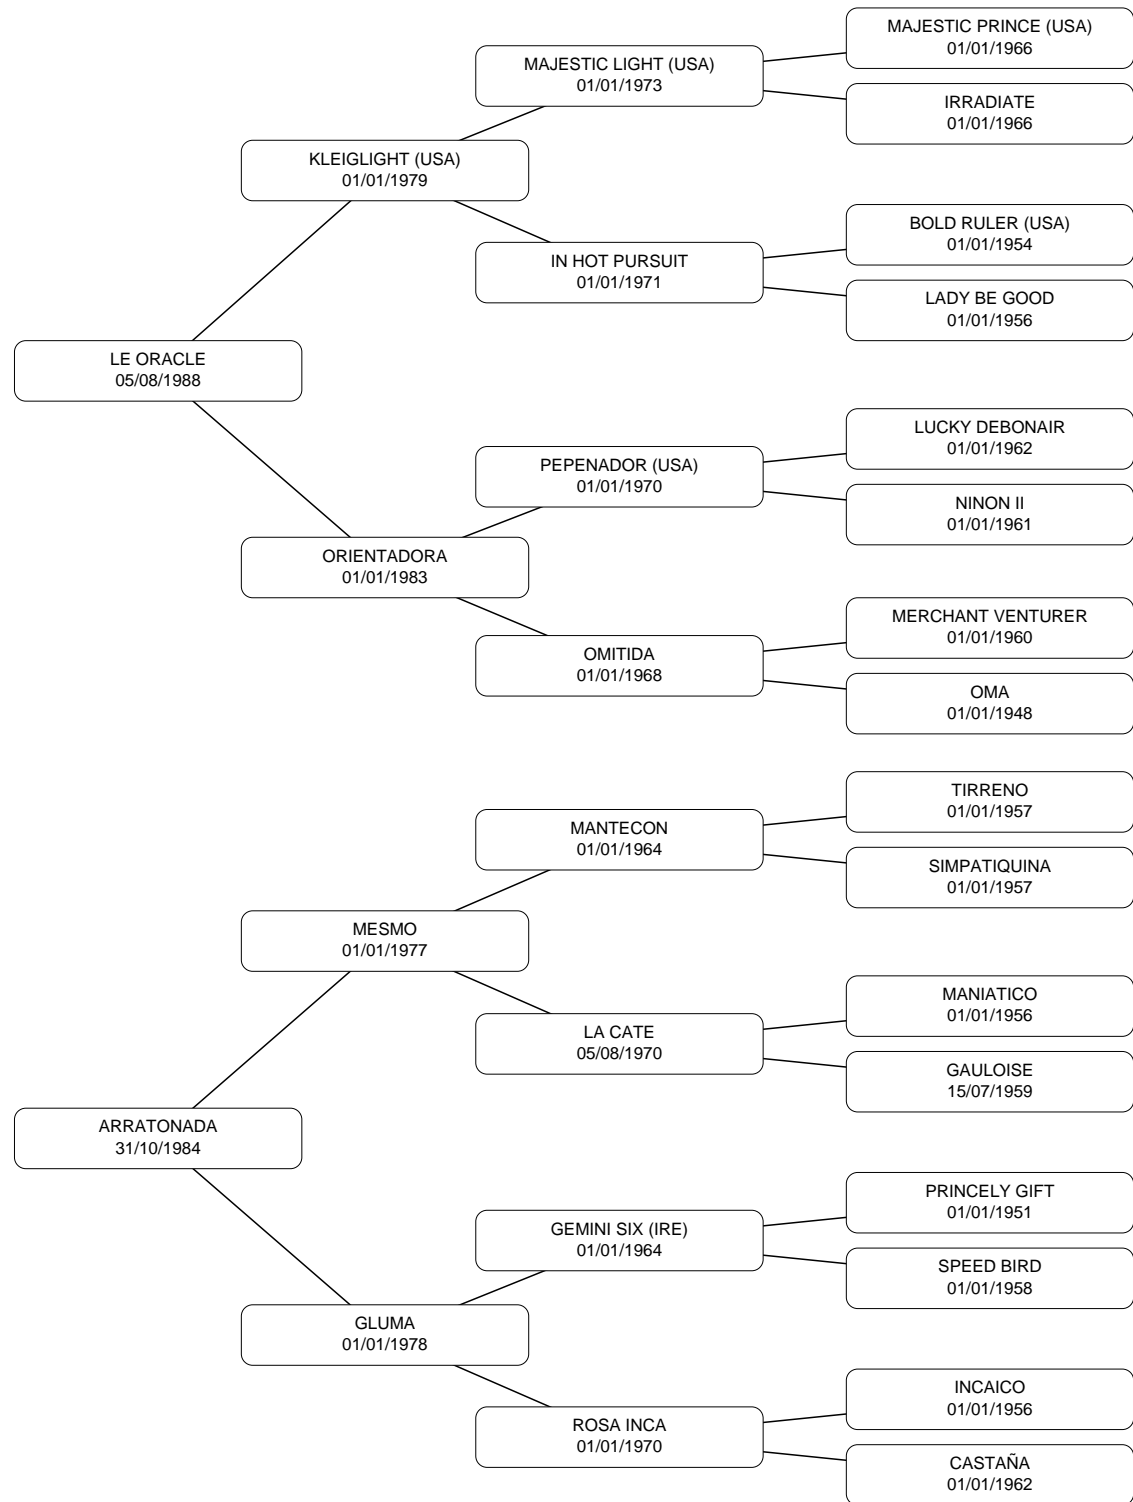 MAJESTIC PRINCE (USA)
01/01/1966
MAJESTIC LIGHT (USA)
01/01/1973
IRRADIATE
01/01/1966
KLEIGLIGHT (USA)
01/01/1979
BOLD RULER (USA)
01/01/1954
IN HOT PURSUIT
01/01/1971
LADY BE GOOD
01/01/1956
LE ORACLE
05/08/1988
LUCKY DEBONAIR
01/01/1962
PEPENADOR (USA)
01/01/1970
NINON II
01/01/1961
ORIENTADORA
01/01/1983
MERCHANT VENTURER
01/01/1960
OMITIDA
01/01/1968
OMA
01/01/1948
TIRRENO
01/01/1957
MANTECON
01/01/1964
SIMPATIQUINA
01/01/1957
MESMO
01/01/1977
MANIATICO
01/01/1956
LA CATE
05/08/1970
GAULOISE
15/07/1959
ARRATONADA
31/10/1984
PRINCELY GIFT
01/01/1951
GEMINI SIX (IRE)
01/01/1964
SPEED BIRD
01/01/1958
GLUMA
01/01/1978
INCAICO
01/01/1956
ROSA INCA
01/01/1970
CASTAÑA
01/01/1962